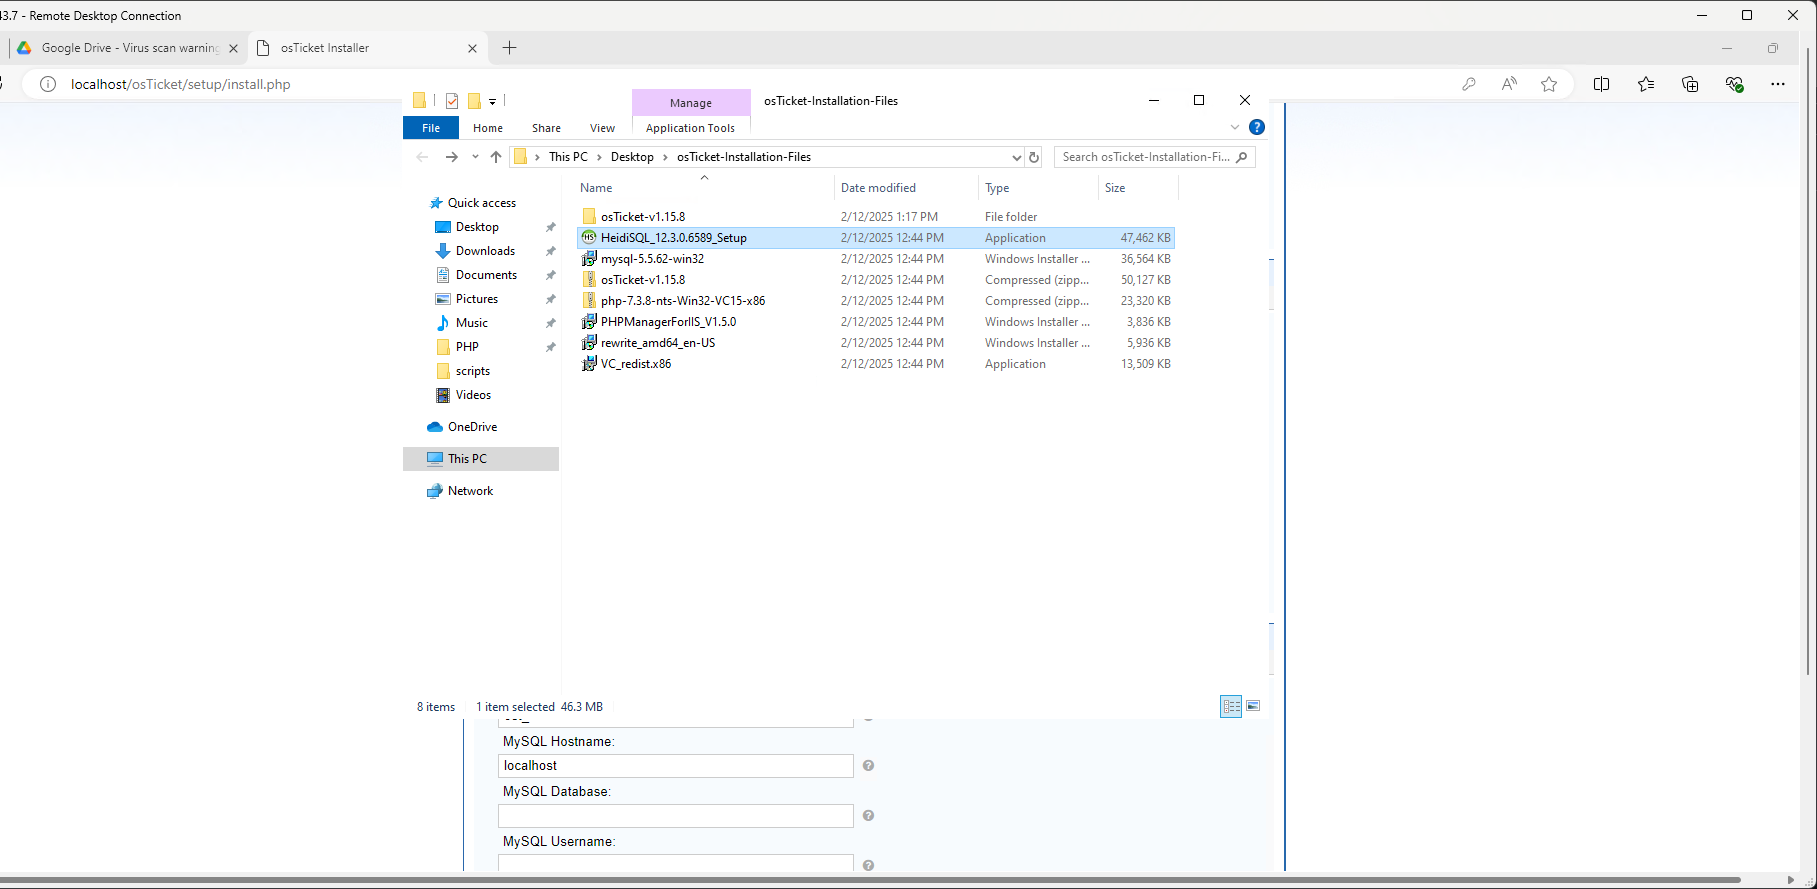 43.7 - Remote Desktop Connection
Google Drive - Virus scan warning
osTicket Installer
localhost/osTicket/setup/install.php
Manage
osTicket-Installation-Files
File
Home
Share
View
Application Tools
This PC > Desktop > osTicket-Installation-Files
Search osTicket-Installation-Fi...
Name
Date modified
Type
Size
Quick access
Desktop
Downloads
Documents
Pictures
Music
PHP
scripts
Videos
OneDrive
This PC
Network
osTicket-v1.15.8 2/12/2025 1:17 PM File folder
HeidiSQL_12.3.0.6589_Setup 2/12/2025 12:44 PM Application 47,462 KB
mysql-5.5.62-win32 2/12/2025 12:44 PM Windows Installer ... 36,564 KB
osTicket-v1.15.8 2/12/2025 12:44 PM Compressed (zipp... 50,127 KB
php-7.3.8-nts-Win32-VC15-x86 2/12/2025 12:44 PM Compressed (zipp... 23,320 KB
PHPManagerForIIS_V1.5.0 2/12/2025 12:44 PM Windows Installer ... 3,836 KB
rewrite_amd64_en-US 2/12/2025 12:44 PM Windows Installer ... 5,936 KB
VC_redist.x86 2/12/2025 12:44 PM Application 13,509 KB
8 items
1 item selected 46.3 MB
MySQL Hostname:
localhost
MySQL Database:
MySQL Username: